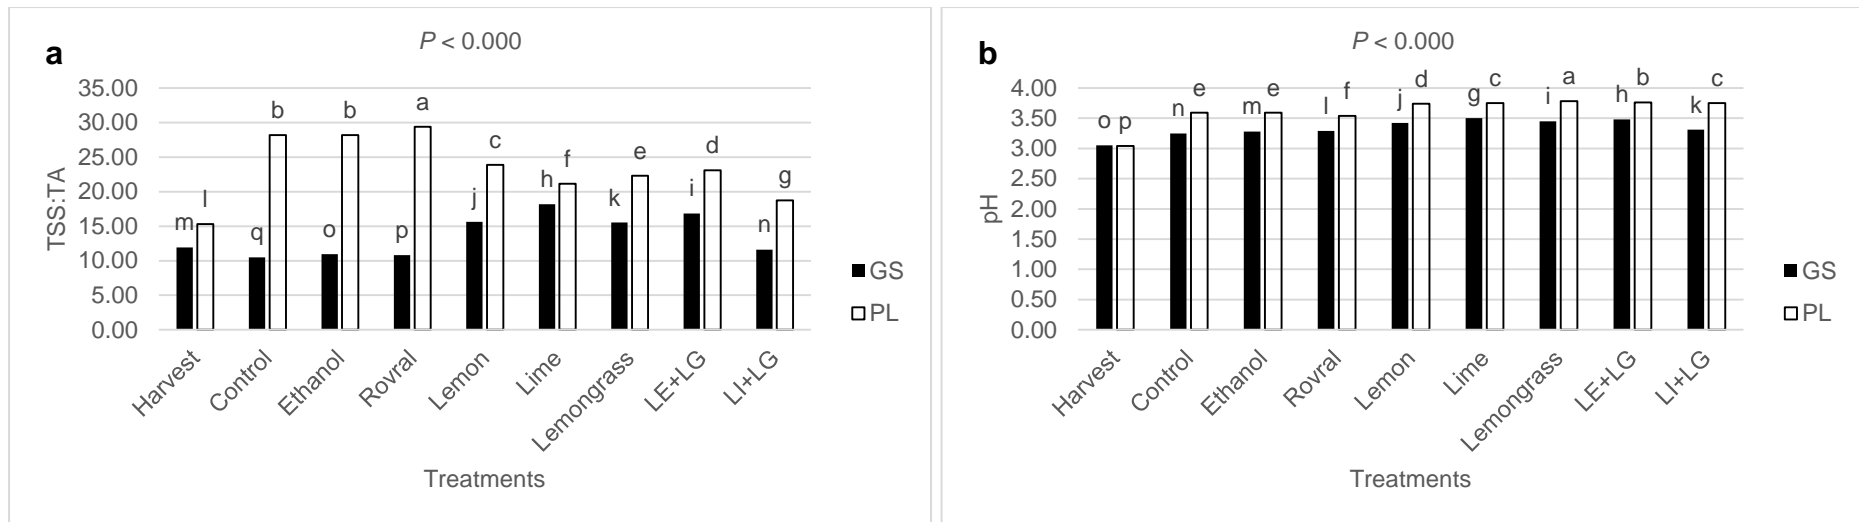 a
P < 0.000
35.00
30.00
25.00
20.00
15.00
10.00
5.00
0.00
TSS:TA
m l q b o b p a j c h f k e i d n g
Harvest
Control
Ethanol
Rovral
Lemon
Lime
Lemongrass
LE+LG
LI+LG
Treatments
GS
PL
b
P < 0.000
4.00
3.50
3.00
2.50
2.00
1.50
1.00
0.50
0.00
pH
o p n e m e l f j d g c i a h b k c
Harvest
Control
Ethanol
Rovral
Lemon
Lime
Lemongrass
LE+LG
LI+LG
Treatments
GS
PL